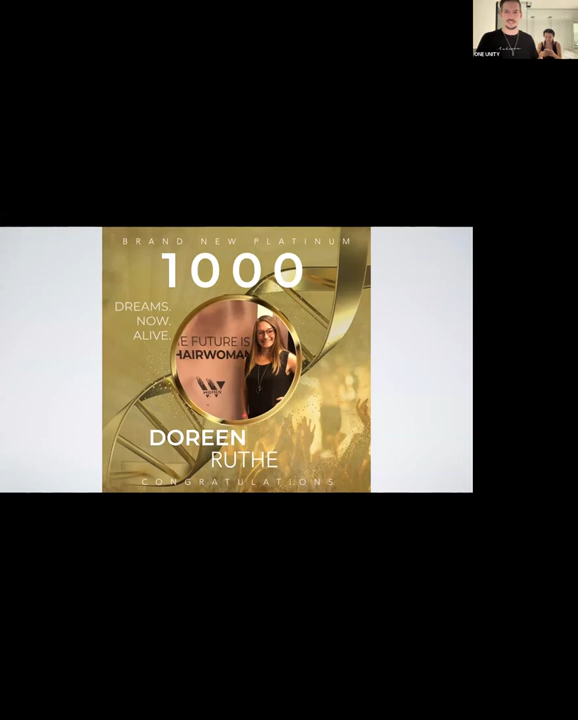 ONE UNITY
BRAND NEW PLATINUM
1000
DREAMS.
NOW.
ALIVE.
E FUTURE IS
HAIRWOMAN
DOREEN
RUTHE
CONGRATULATIONS